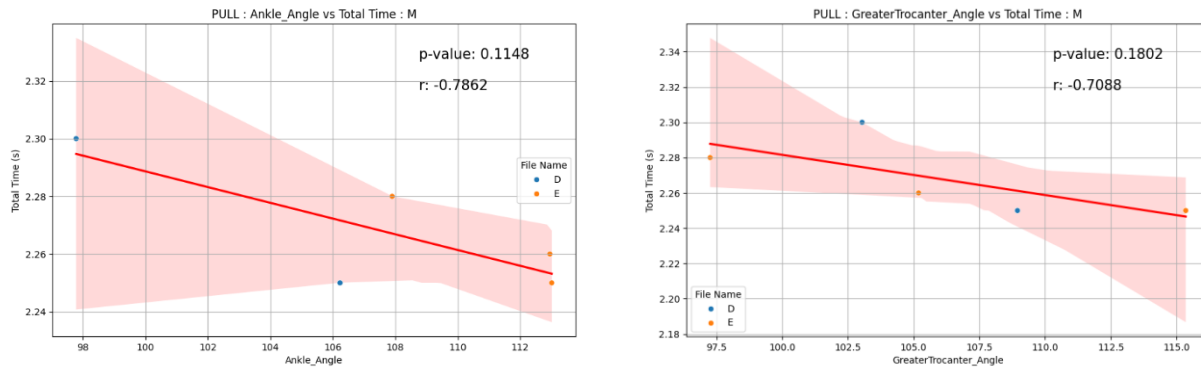 PULL : Ankle_Angle vs Total Time : M
p-value: 0.1148
r: -0.7862
2.32
2.30
2.28
2.26
2.24
Total Time (s)
File Name
D
E
98
100
102
104
106
108
110
112
Ankle_Angle
PULL : GreaterTrocanter_Angle vs Total Time : M
p-value: 0.1802
r: -0.7088
2.34
2.32
2.30
2.28
2.26
2.24
2.22
2.20
2.18
Total Time (s)
File Name
D
E
97.5
100.0
102.5
105.0
107.5
110.0
112.5
115.0
GreaterTrocanter_Angle